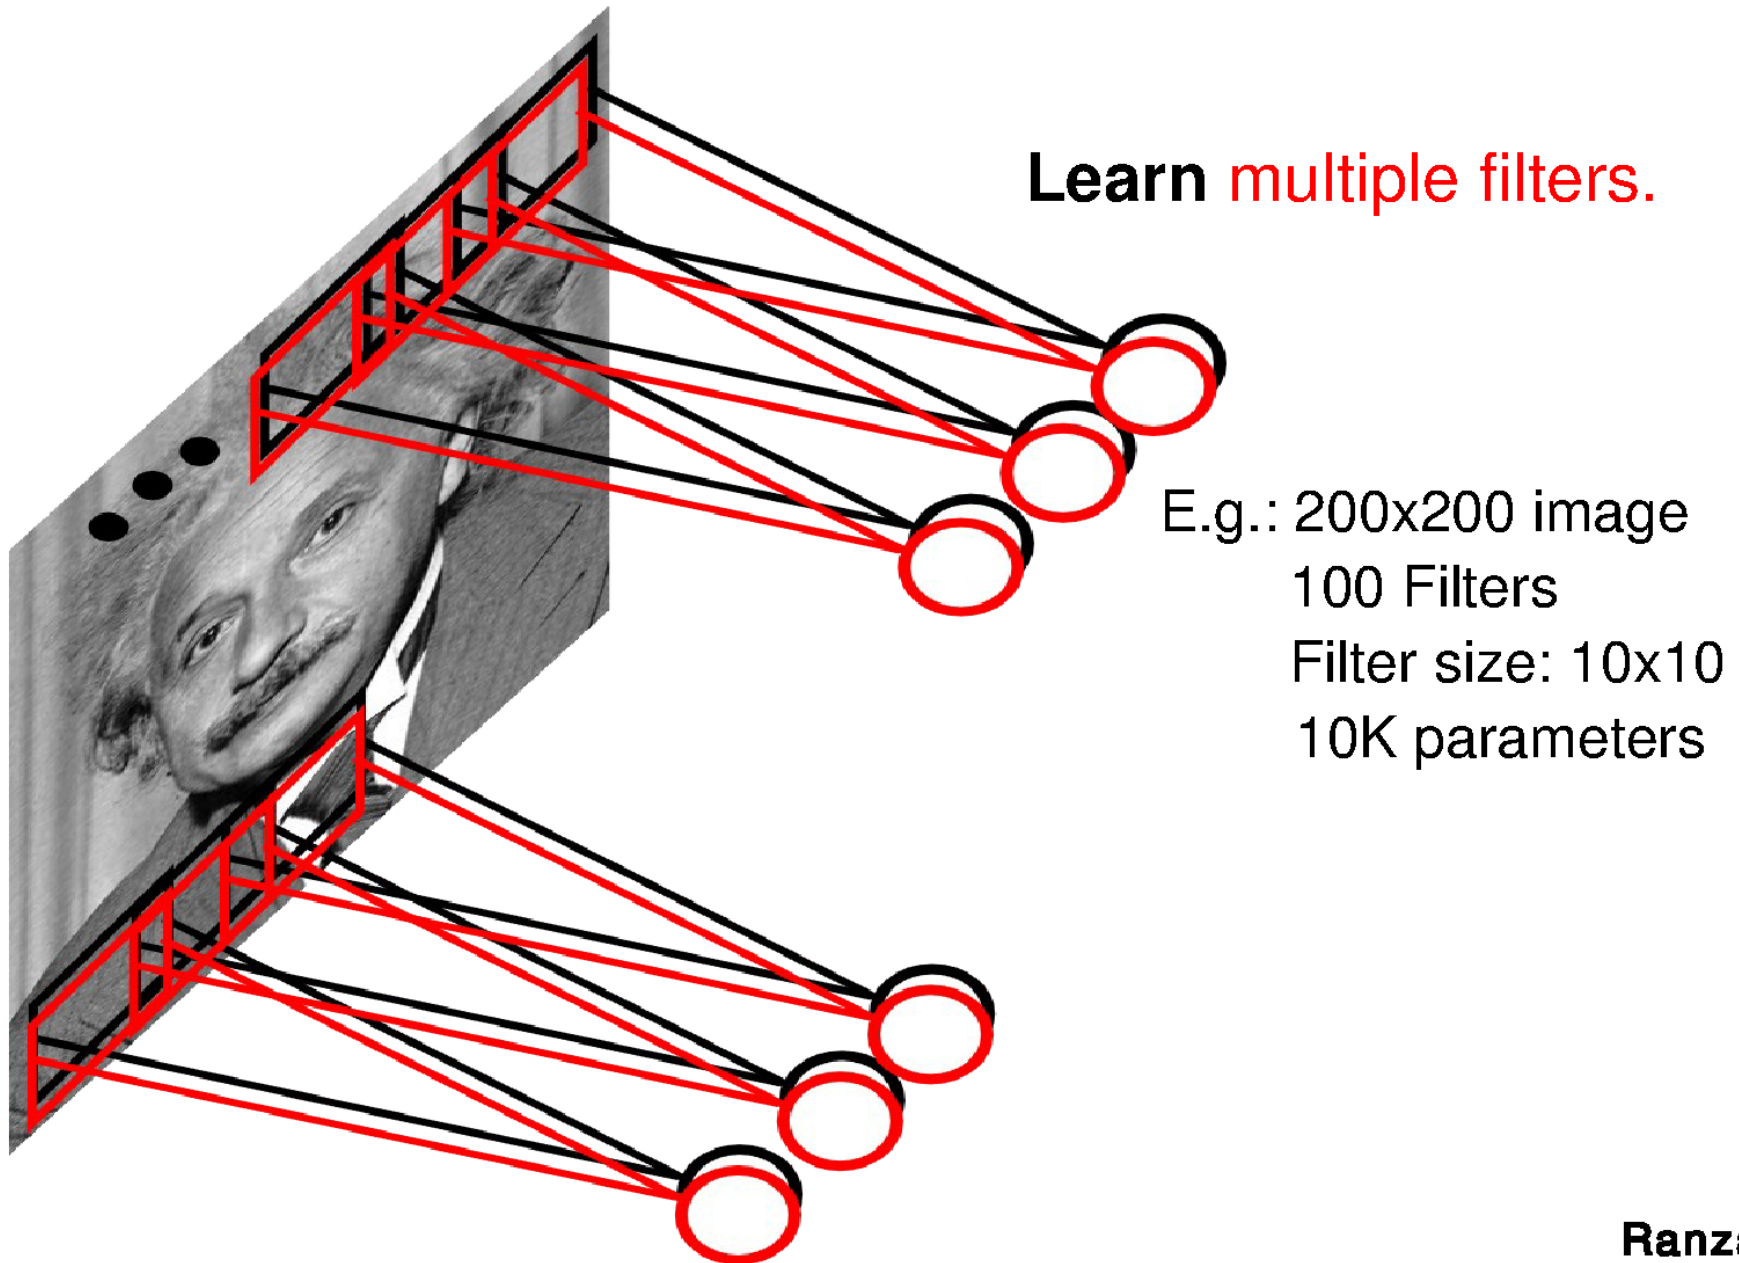 Learn multiple filters.
E.g.: 200x200 image
100 Filters
Filter size: 10x10
10K parameters